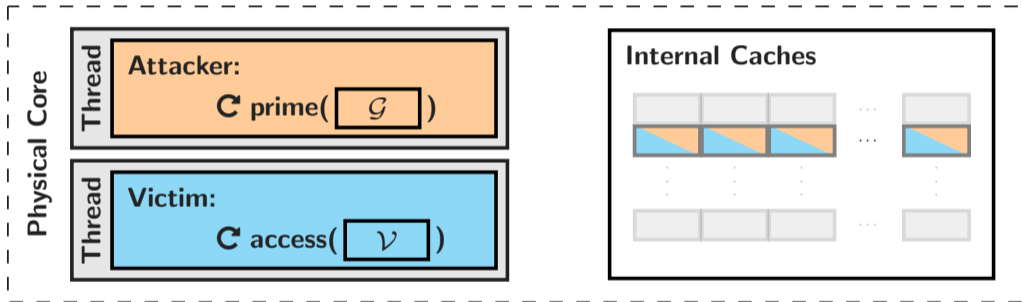 Physical Core
Thread
Attacker:
prime( 𝒢 )
Thread
Victim:
access( 𝒱 )
Internal Caches